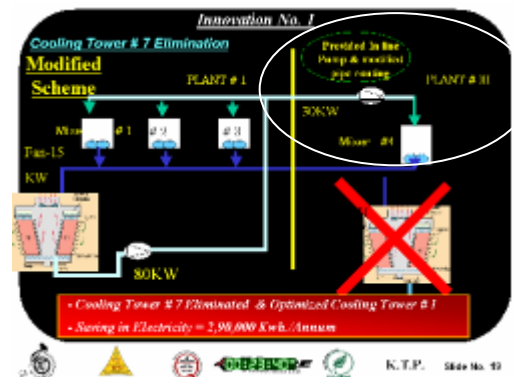 Innovation No. 1
Cooling Tower # 7 Elimination
Modified
Scheme
Provided In line
Pump & modified
pipe routing
PLANT # 1
PLANT # III
30KW
Mixer # 1
# 2
# 3
Mixer #4
Fan-15
KW
80KW
- Cooling Tower # 7 Eliminated & Optimized Cooling Tower # 1
- Saving in Electricity = 2,90,000 Kwh./Annum
K.T.P.
Slide No. 19